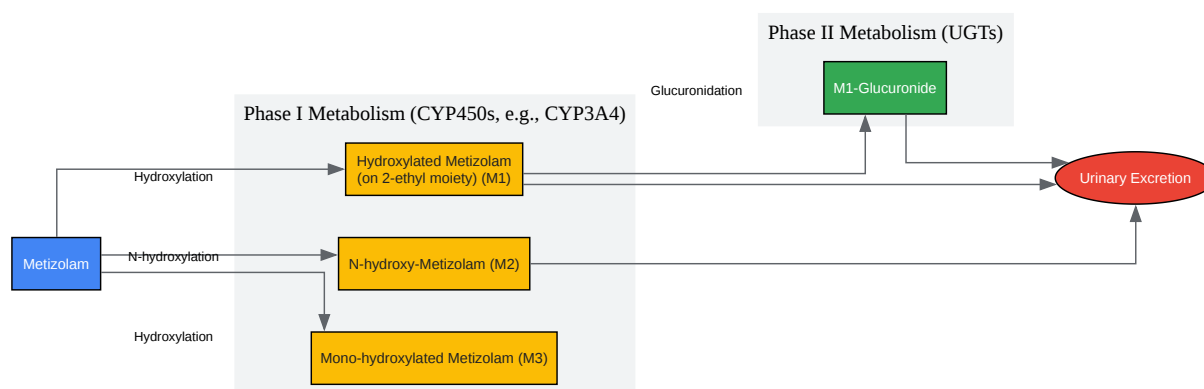 Phase II Metabolism (UGTs)
Glucuronidation
M1-Glucuronide
Phase I Metabolism (CYP450s, e.g., CYP3A4)
Hydroxylation
Hydroxylated Metizolam
(on 2-ethyl moiety) (M1)
Urinary Excretion
Metizolam
N-hydroxylation
N-hydroxy-Metizolam (M2)
Hydroxylation
Mono-hydroxylated Metizolam (M3)